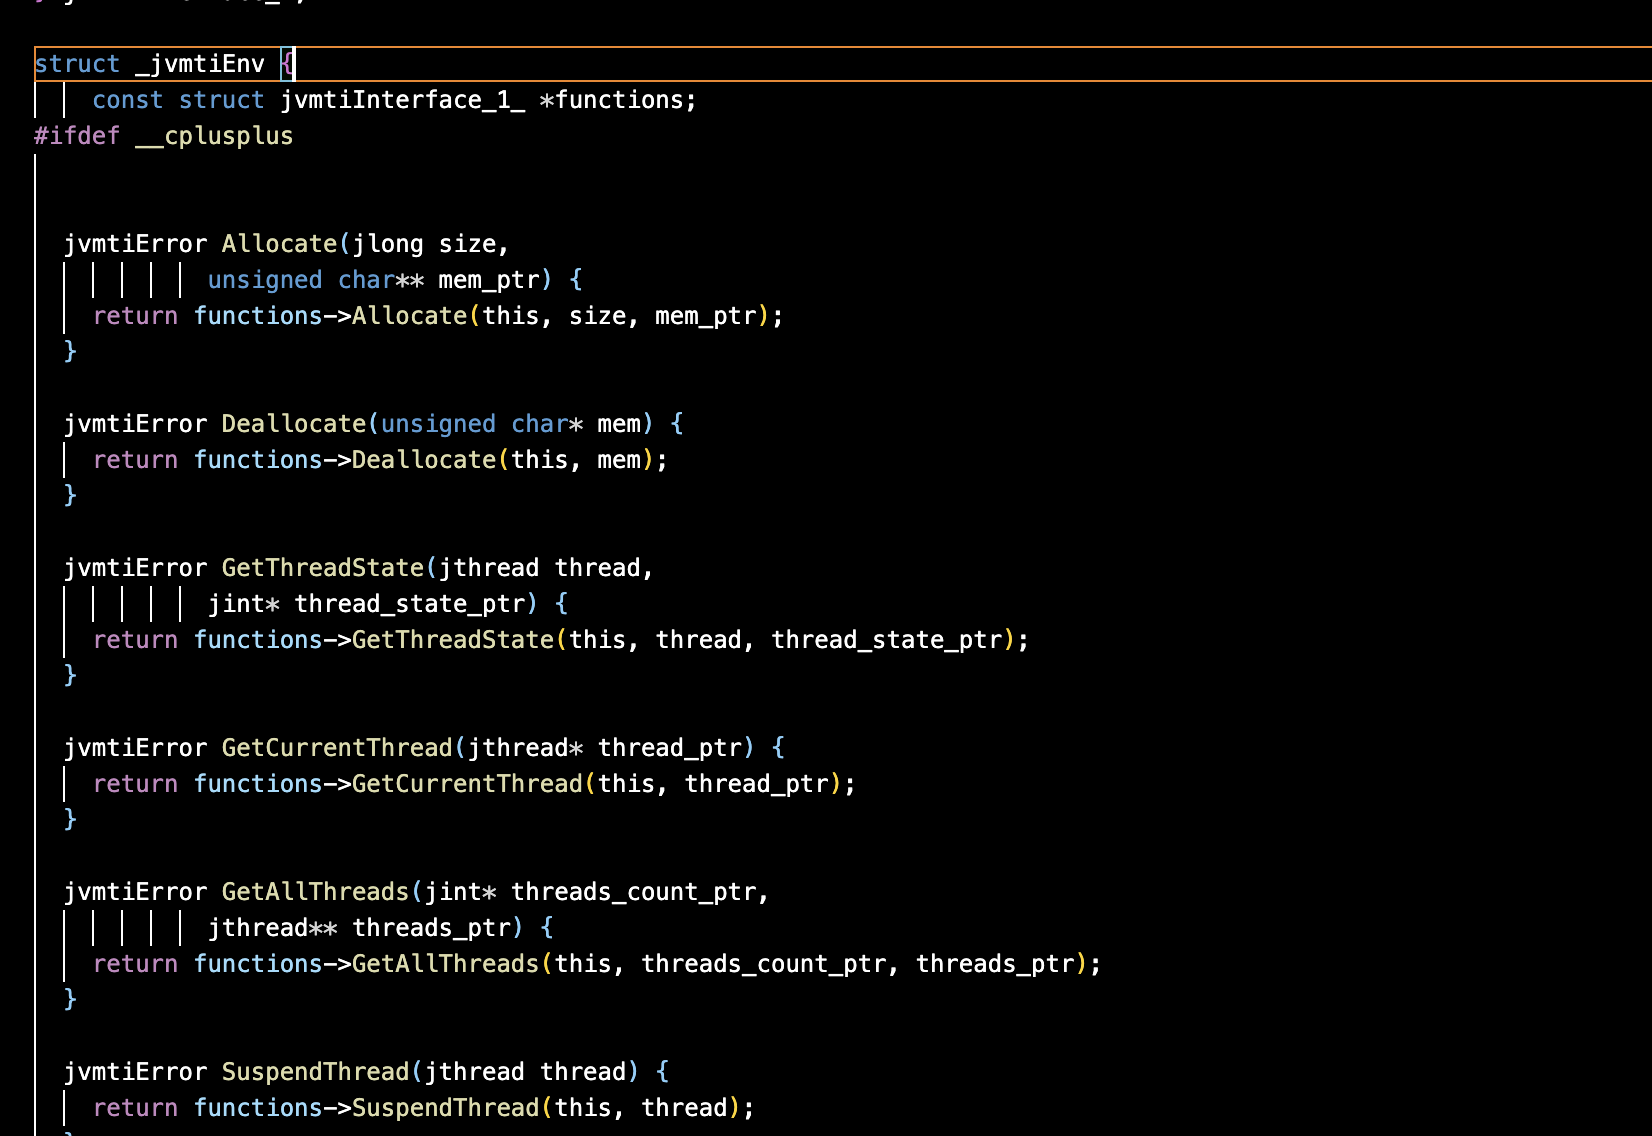 struct _jvmtiEnv {
    const struct jvmtiInterface_1_ *functions;
#ifdef __cplusplus
  jvmtiError Allocate(jlong size,
            unsigned char** mem_ptr) {
    return functions->Allocate(this, size, mem_ptr);
  }
  jvmtiError Deallocate(unsigned char* mem) {
    return functions->Deallocate(this, mem);
  }
  jvmtiError GetThreadState(jthread thread,
            jint* thread_state_ptr) {
    return functions->GetThreadState(this, thread, thread_state_ptr);
  }
  jvmtiError GetCurrentThread(jthread* thread_ptr) {
    return functions->GetCurrentThread(this, thread_ptr);
  }
  jvmtiError GetAllThreads(jint* threads_count_ptr,
            jthread** threads_ptr) {
    return functions->GetAllThreads(this, threads_count_ptr, threads_ptr);
  }
  jvmtiError SuspendThread(jthread thread) {
    return functions->SuspendThread(this, thread);